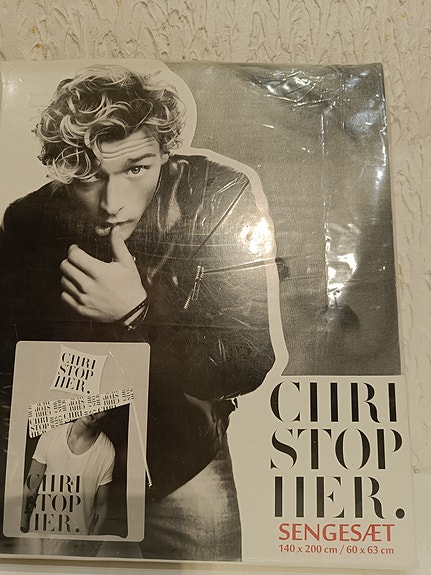 CHRI
STOP
HER.
CHRI
STOP
HER.
CHRI
STOP
HER.
SENGESÆT
140 x 200 cm / 60 x 63 cm